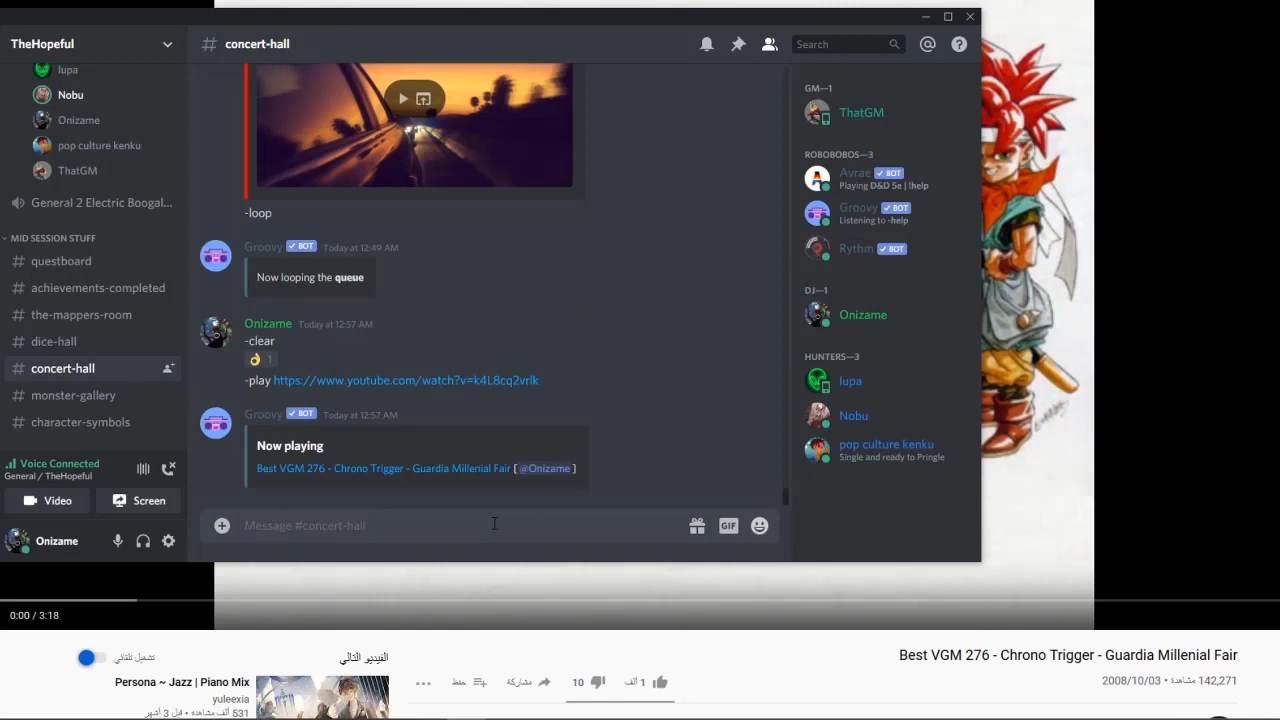 TheHopeful
lupa
Nobu
Onizame
pop culture kenku
ThatGM
General 2 Electric Boogal...
MID SESSION STUFF
questboard
achievements-completed
the-mappers-room
dice-hall
concert-hall
monster-gallery
character-symbols
Voice Connected
General / TheHopeful
Video
Screen
Onizame
# concert-hall
Search
-loop
Groovy BOT Today at 12:49 AM
Now looping the queue
Onizame Today at 12:57 AM
-clear
👌 1
-play https://www.youtube.com/watch?v=k4L8cq2vrlk
Groovy BOT Today at 12:57 AM
Now playing
Best VGM 276 - Chrono Trigger - Guardia Millenial Fair [ @Onizame ]
Message #concert-hall
GIF
GM—1
ThatGM
ROBOBOBOS—3
Avrae BOT
Playing D&D 5e | !help
Groovy BOT
Listening to -help
Rythm BOT
DJ—1
Onizame
HUNTERS—3
lupa
Nobu
pop culture kenku
Single and ready to Pringle
0:00 / 3:18
Best VGM 276 - Chrono Trigger - Guardia Millenial Fair
142,271 مشاهدة • 2008/10/03
1 ألف
10
مشاركة
حفظ
الفيديو التالي
تشغيل تلقائي
Persona ~ Jazz | Piano Mix
yuleexia
531 ألف مشاهدة • قبل 3 أشهر